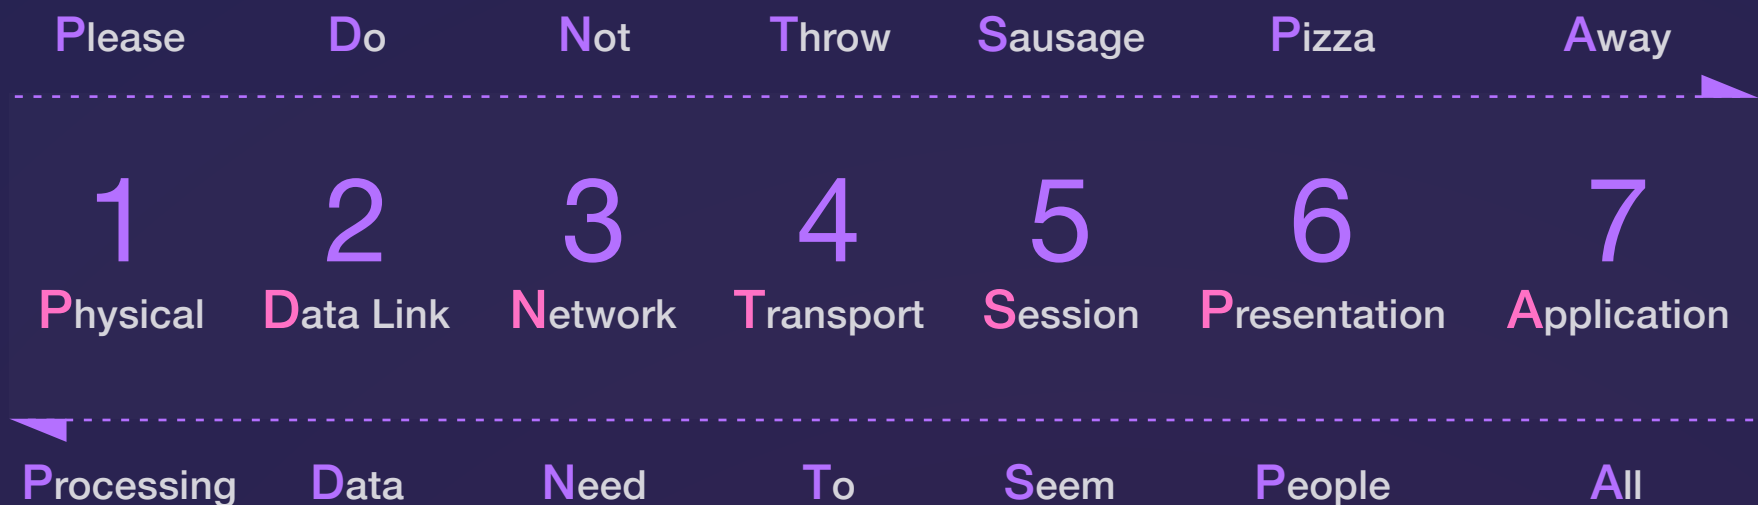 Please Do Not Throw Sausage Pizza Away
1 2 3 4 5 6 7
Physical Data Link Network Transport Session Presentation Application
Processing Data Need To Seem People All